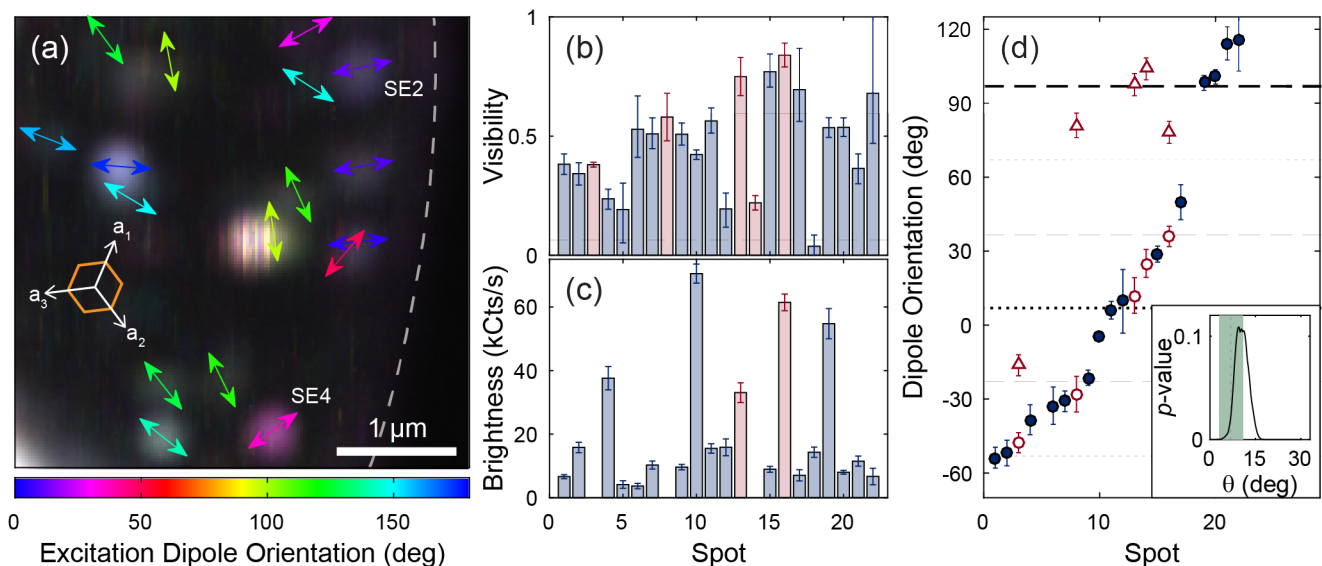 (a)
SE2
a1
a3
a2
SE4
1 μm
0 50 100 150
Excitation Dipole Orientation (deg)
(b)
Visibility
1
0.5
0
(c)
Brightness (kCts/s)
60
40
20
0
0 5 10 15 20
Spot
(d)
Dipole Orientation (deg)
120
90
60
30
0
-30
-60
0 10 20
Spot
p-value
0.1
0
0 15 30
θ (deg)